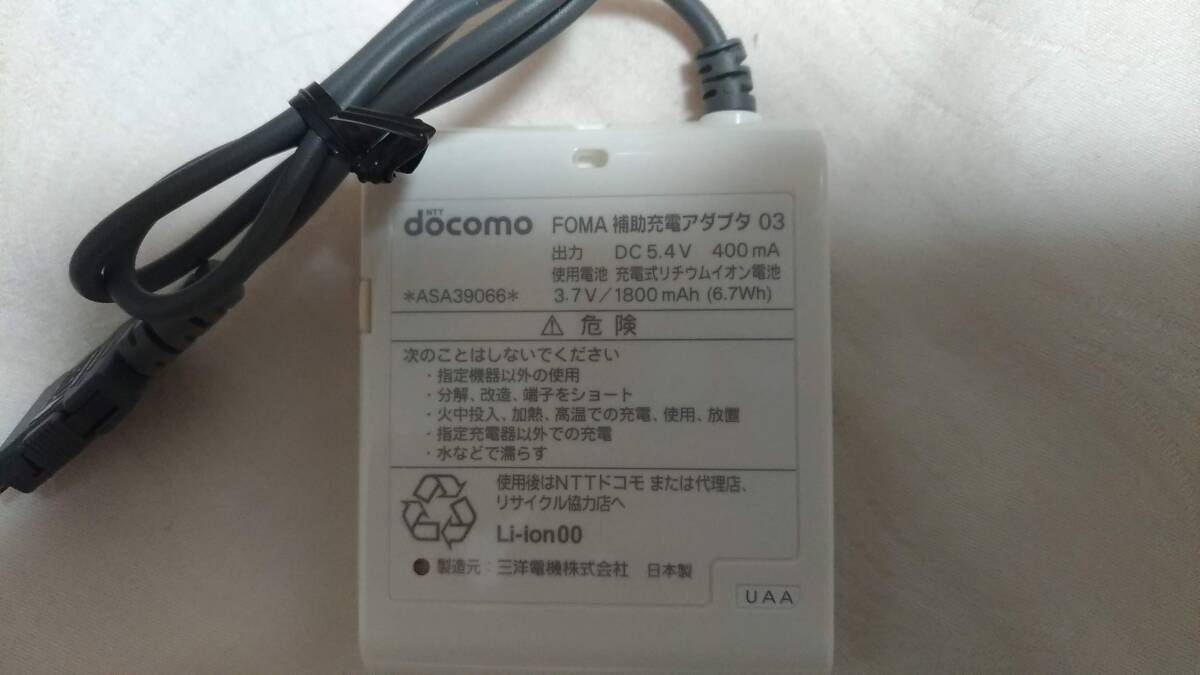 NTT
docomo FOMA 補助充電アダプタ 03
出力 DC 5.4V 400mA
使用電池 充電式リチウムイオン電池
*ASA39066* 3.7V/1800mAh (6.7Wh)
⚠ 危険
次のことはしないでください
・指定機器以外の使用
・分解、改造、端子をショート
・火中投入、加熱、高温での充電、使用、放置
・指定充電器以外での充電
・水などで濡らす
使用後はNTTドコモ または代理店、
リサイクル協力店へ
Li-ion00
●製造元:三洋電機株式会社 日本製
UAA